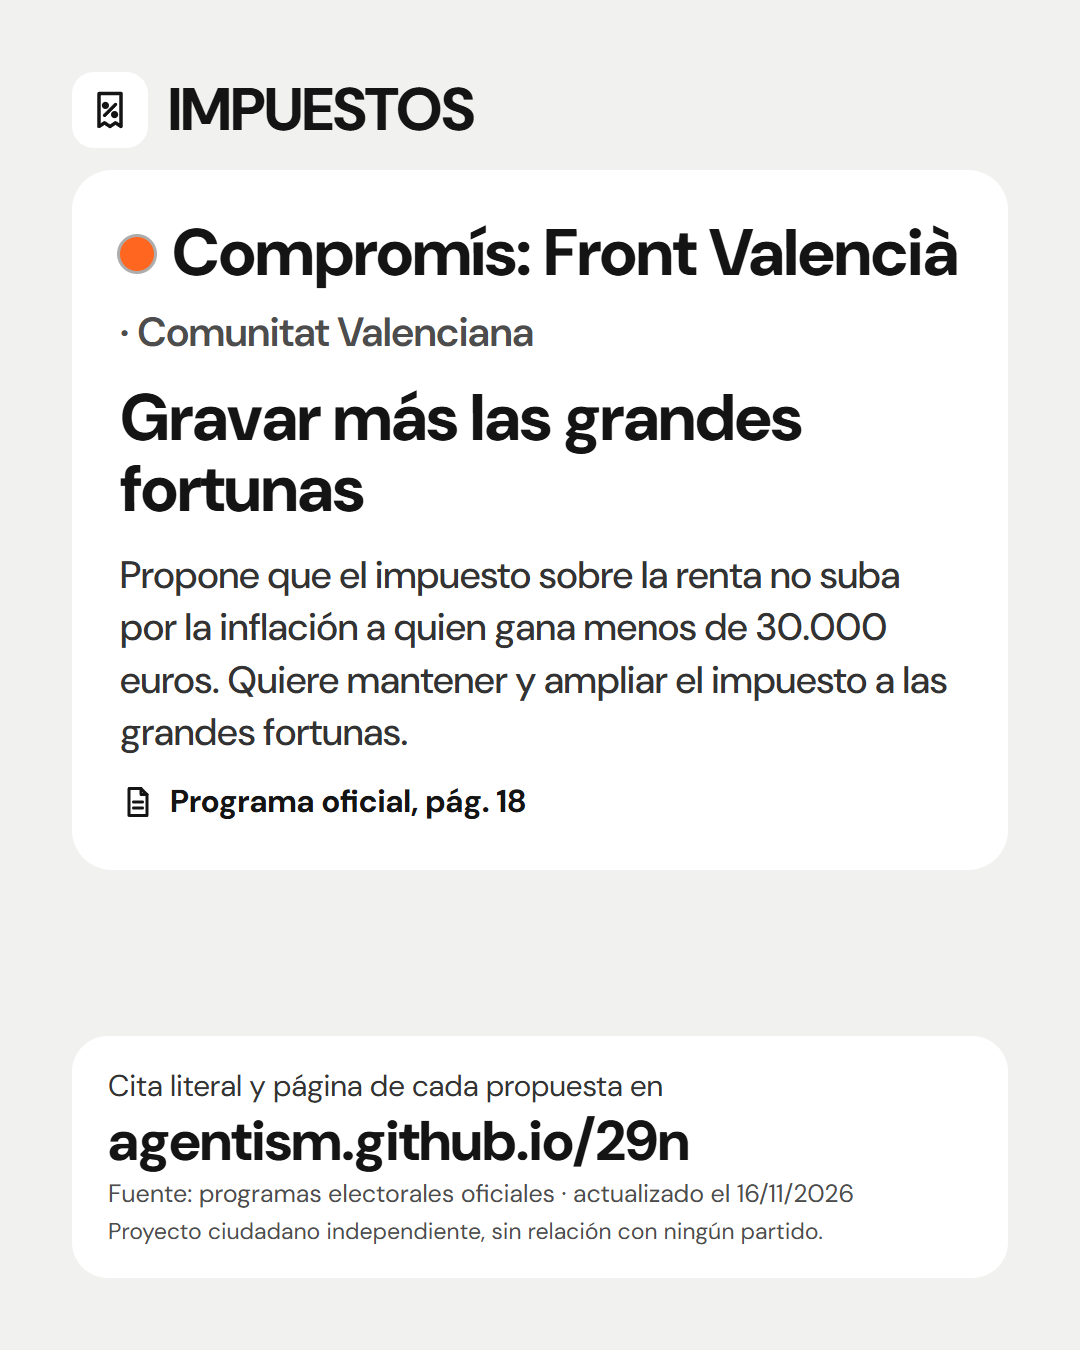 IMPUESTOS
Compromís: Front Valencià
· Comunitat Valenciana
Gravar más las grandes
fortunas
Propone que el impuesto sobre la renta no suba
por la inflación a quien gana menos de 30.000
euros. Quiere mantener y ampliar el impuesto a las
grandes fortunas.
Programa oficial, pág. 18
Cita literal y página de cada propuesta en
agentism.github.io/29n
Fuente: programas electorales oficiales · actualizado el 16/11/2026
Proyecto ciudadano independiente, sin relación con ningún partido.